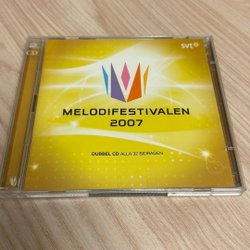 svt
MELODIFESTIVALEN
2007
DUBBEL CD ALLA 32 BIDRAGEN